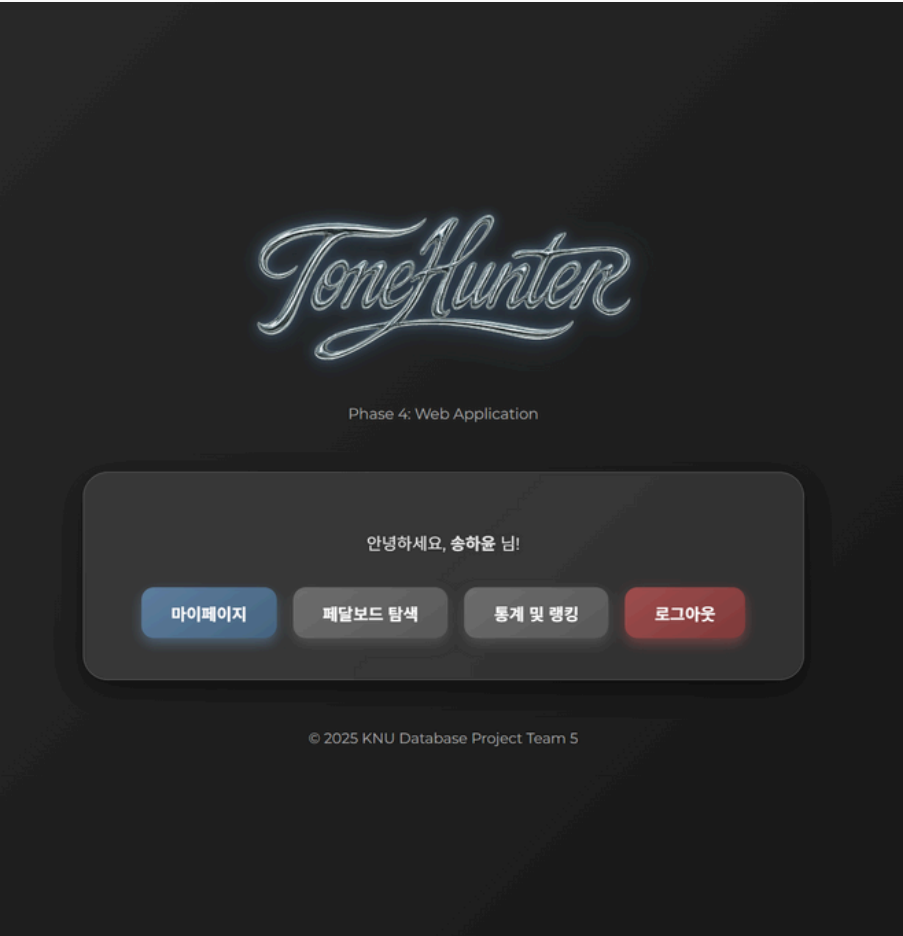 ToneHunter
Phase 4: Web Application
안녕하세요, 송하윤 님!
마이페이지 페달보드 탐색 통계 및 랭킹 로그아웃
© 2025 KNU Database Project Team 5